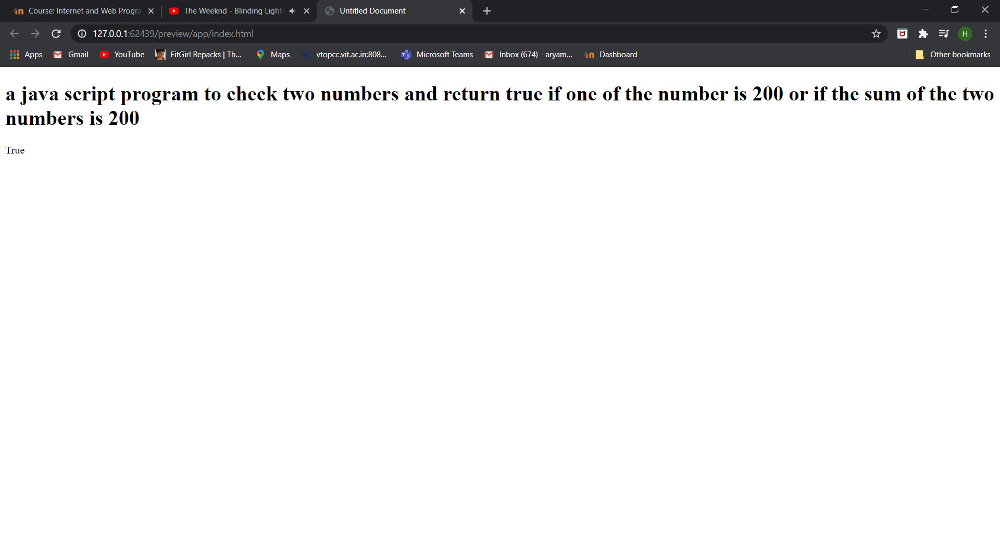 Course: Internet and Web Progra
The Weeknd - Blinding Light
Untitled Document
127.0.0.1:62439/preview/app/index.html
H
Apps
Gmail
YouTube
FitGirl Repacks | Th...
Maps
vtopcc.vit.ac.in:808...
Microsoft Teams
Inbox (674) - aryam...
Dashboard
Other bookmarks
a java script program to check two numbers and return true if one of the number is 200 or if the sum of the two
numbers is 200
True